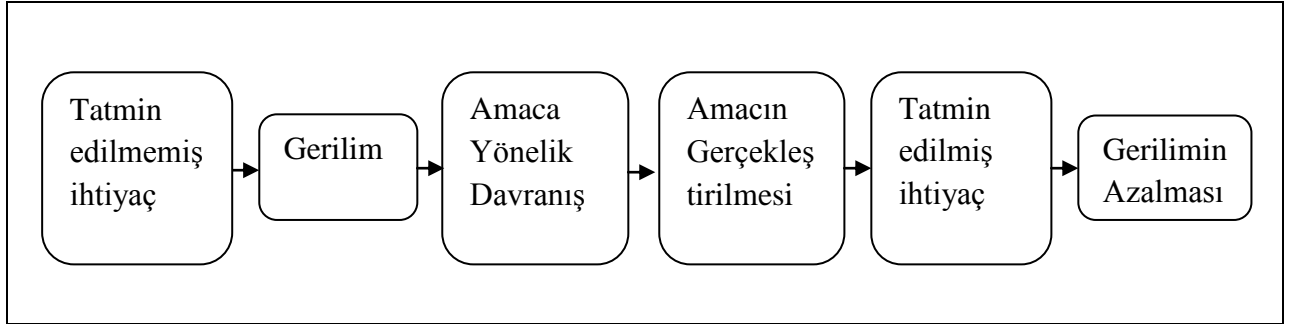 Tatmin
edilmemiş
ihtiyaç
Gerilim
Amaca
Yönelik
Davranış
Amacın
Gerçekleş
tirilmesi
Tatmin
edilmiş
ihtiyaç
Gerilimin
Azalması